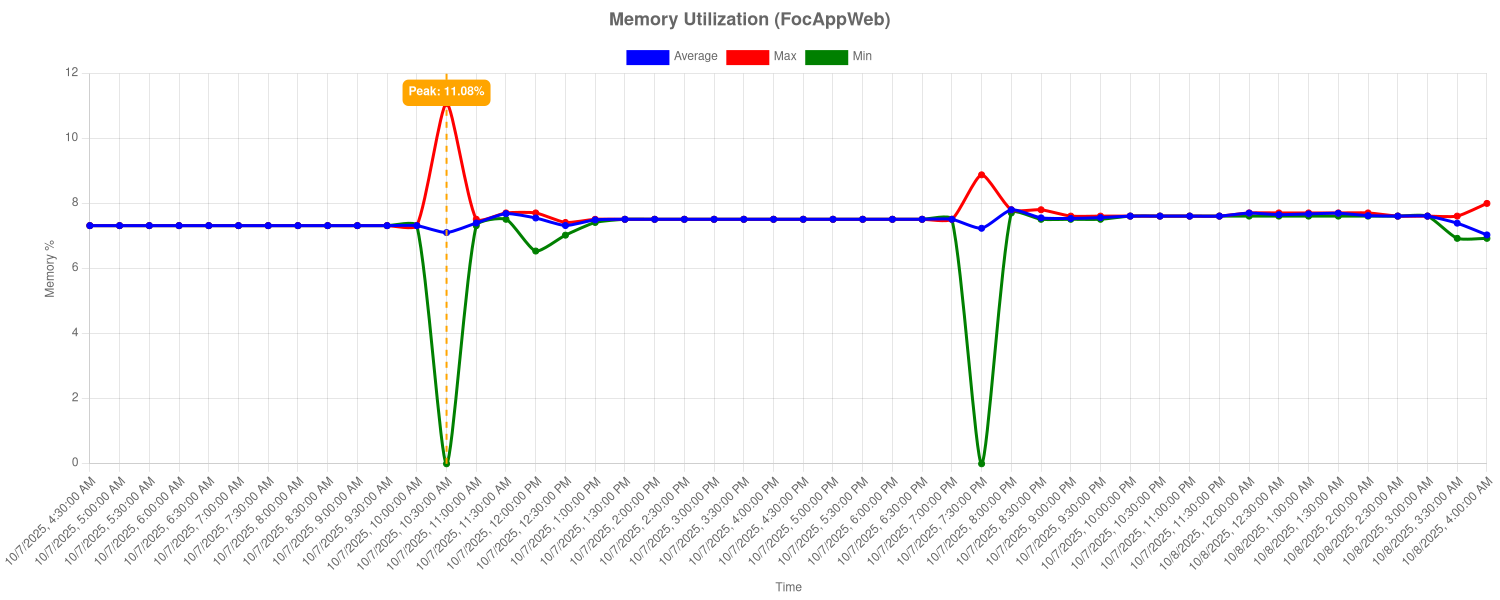 Memory Utilization (FocAppWeb)
Average Max Min
Peak: 11.08%
12
10
8
6
4
2
0
Memory %
10/7/2025, 4:30:00 AM
10/7/2025, 5:00:00 AM
10/7/2025, 5:30:00 AM
10/7/2025, 6:00:00 AM
10/7/2025, 6:30:00 AM
10/7/2025, 7:00:00 AM
10/7/2025, 7:30:00 AM
10/7/2025, 8:00:00 AM
10/7/2025, 8:30:00 AM
10/7/2025, 9:00:00 AM
10/7/2025, 9:30:00 AM
10/7/2025, 10:00:00 AM
10/7/2025, 10:30:00 AM
10/7/2025, 11:00:00 AM
10/7/2025, 11:30:00 AM
10/7/2025, 12:00:00 PM
10/7/2025, 12:30:00 PM
10/7/2025, 1:00:00 PM
10/7/2025, 1:30:00 PM
10/7/2025, 2:00:00 PM
10/7/2025, 2:30:00 PM
10/7/2025, 3:00:00 PM
10/7/2025, 3:30:00 PM
10/7/2025, 4:00:00 PM
10/7/2025, 4:30:00 PM
10/7/2025, 5:00:00 PM
10/7/2025, 5:30:00 PM
10/7/2025, 6:00:00 PM
10/7/2025, 6:30:00 PM
10/7/2025, 7:00:00 PM
10/7/2025, 7:30:00 PM
10/7/2025, 8:00:00 PM
10/7/2025, 8:30:00 PM
10/7/2025, 9:00:00 PM
10/7/2025, 9:30:00 PM
10/7/2025, 10:00:00 PM
10/7/2025, 10:30:00 PM
10/7/2025, 11:00:00 PM
10/7/2025, 11:30:00 PM
10/8/2025, 12:00:00 AM
10/8/2025, 12:30:00 AM
10/8/2025, 1:00:00 AM
10/8/2025, 1:30:00 AM
10/8/2025, 2:00:00 AM
10/8/2025, 2:30:00 AM
10/8/2025, 3:00:00 AM
10/8/2025, 3:30:00 AM
10/8/2025, 4:00:00 AM
Time